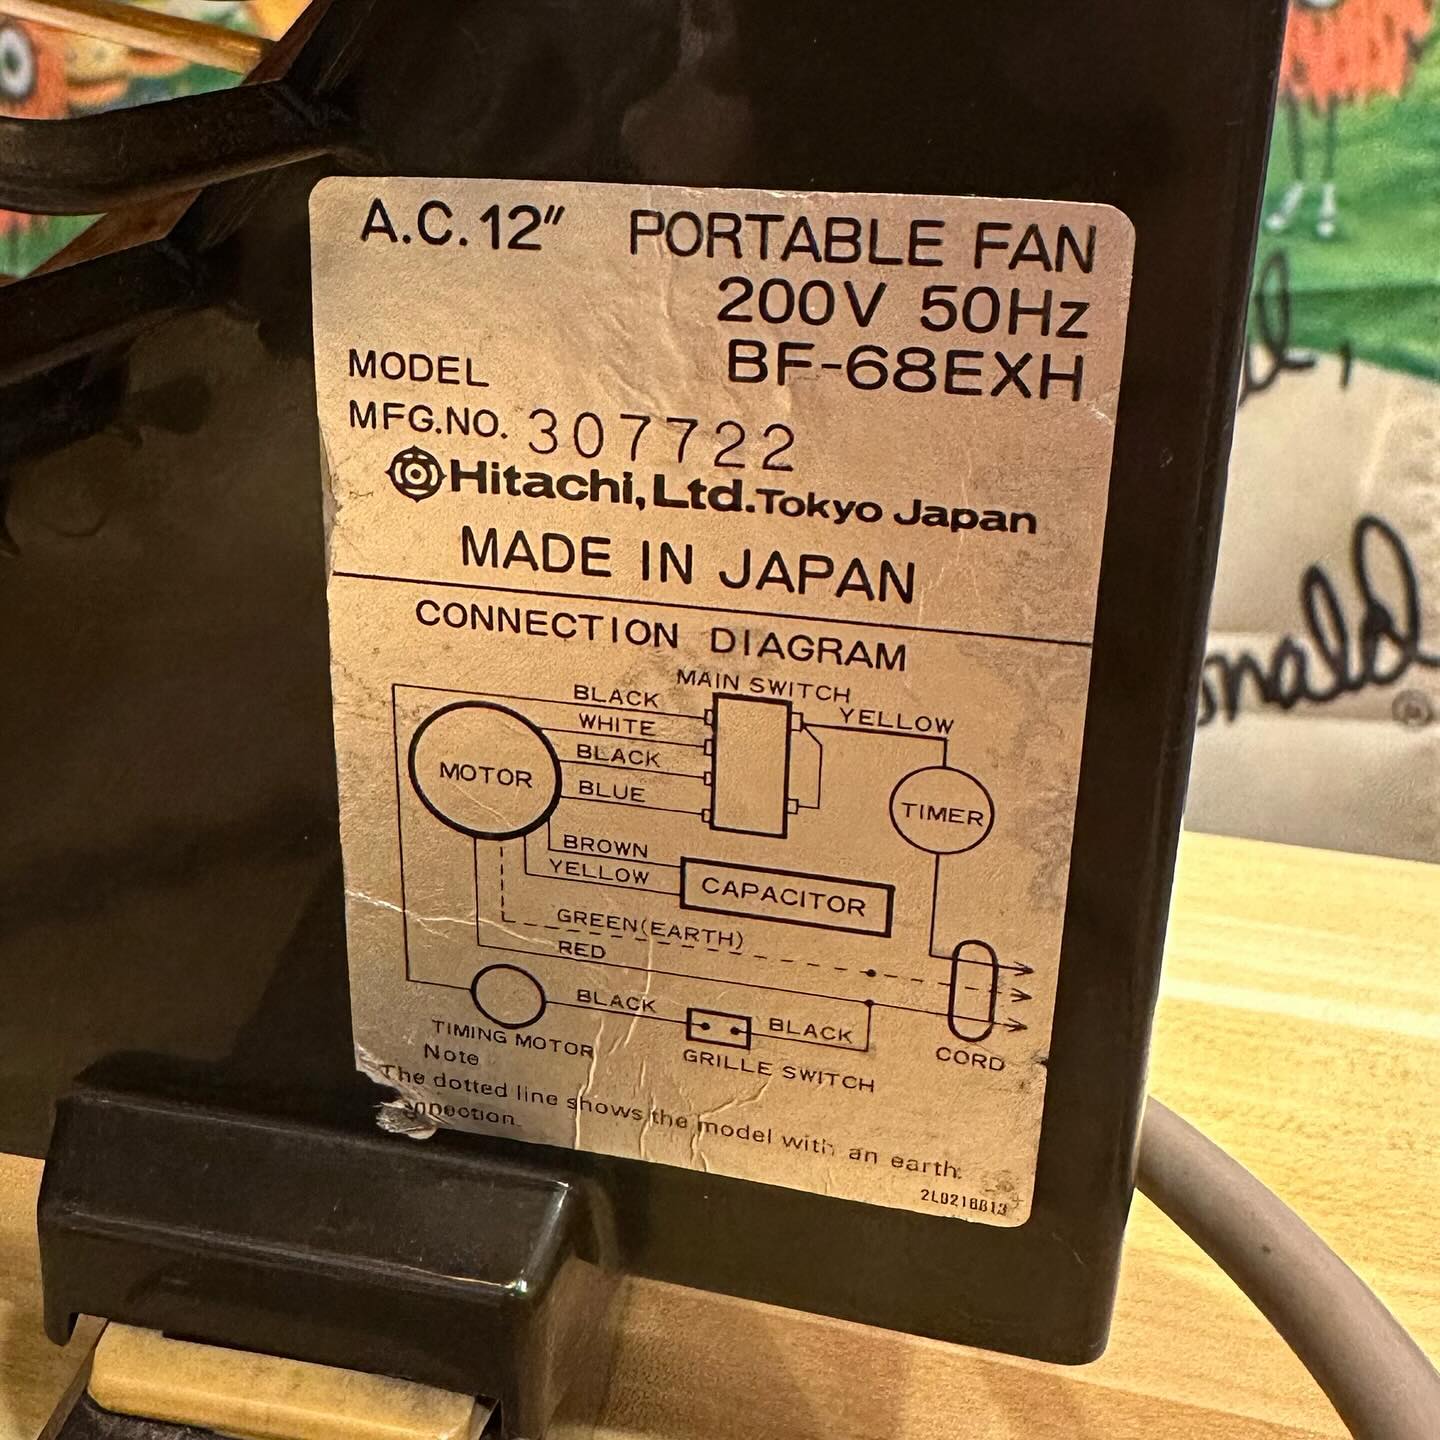 A.C. 12" PORTABLE FAN
200V 50Hz
MODEL BF-68EXH
MFG.NO. 307722
Hitachi, Ltd. Tokyo Japan
MADE IN JAPAN
CONNECTION DIAGRAM
MAIN SWITCH
BLACK
YELLOW
WHITE
BLACK
MOTOR
BLUE
TIMER
BROWN
YELLOW
CAPACITOR
GREEN(EARTH)
RED
BLACK
BLACK
TIMING MOTOR
GRILLE SWITCH
CORD
Note
The dotted line shows the model with an earth
nnection.
nald